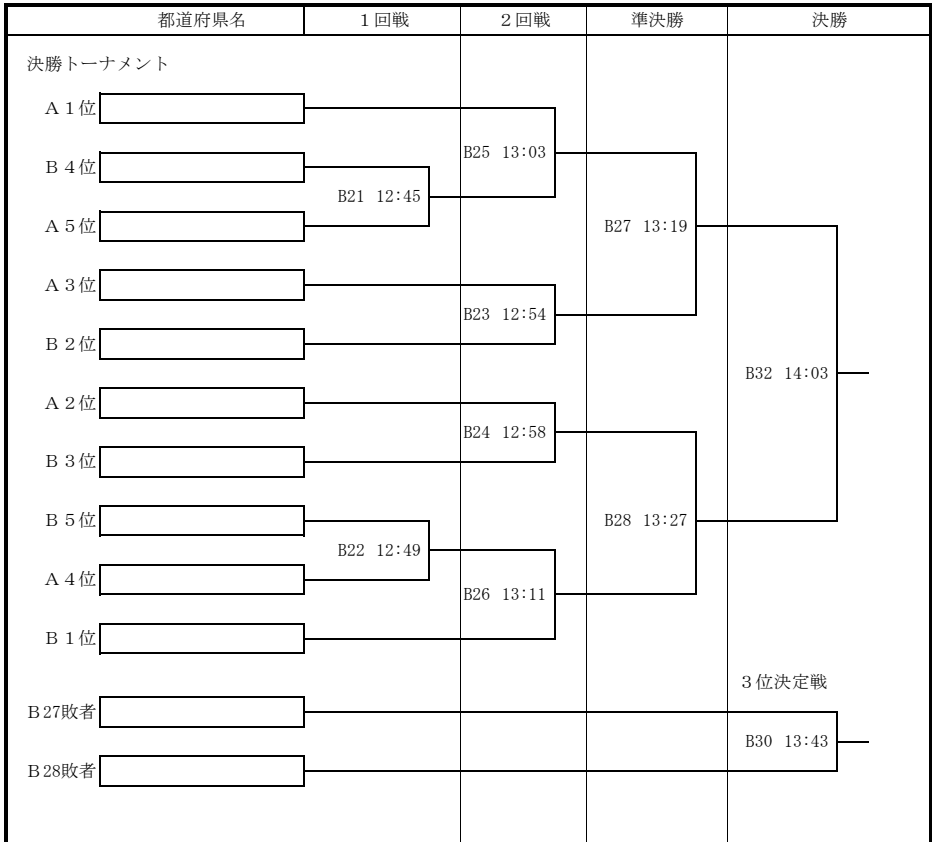 都道府県名 １回戦 ２回戦 準決勝 決勝
決勝トーナメント
Ａ１位
B25 13:03
Ｂ４位
B21 12:45
Ａ５位
B27 13:19
Ａ３位
B23 12:54
Ｂ２位
B32 14:03
Ａ２位
B24 12:58
Ｂ３位
Ｂ５位
B28 13:27
B22 12:49
Ａ４位
B26 13:11
Ｂ１位
３位決定戦
Ｂ27敗者
B30 13:43
Ｂ28敗者